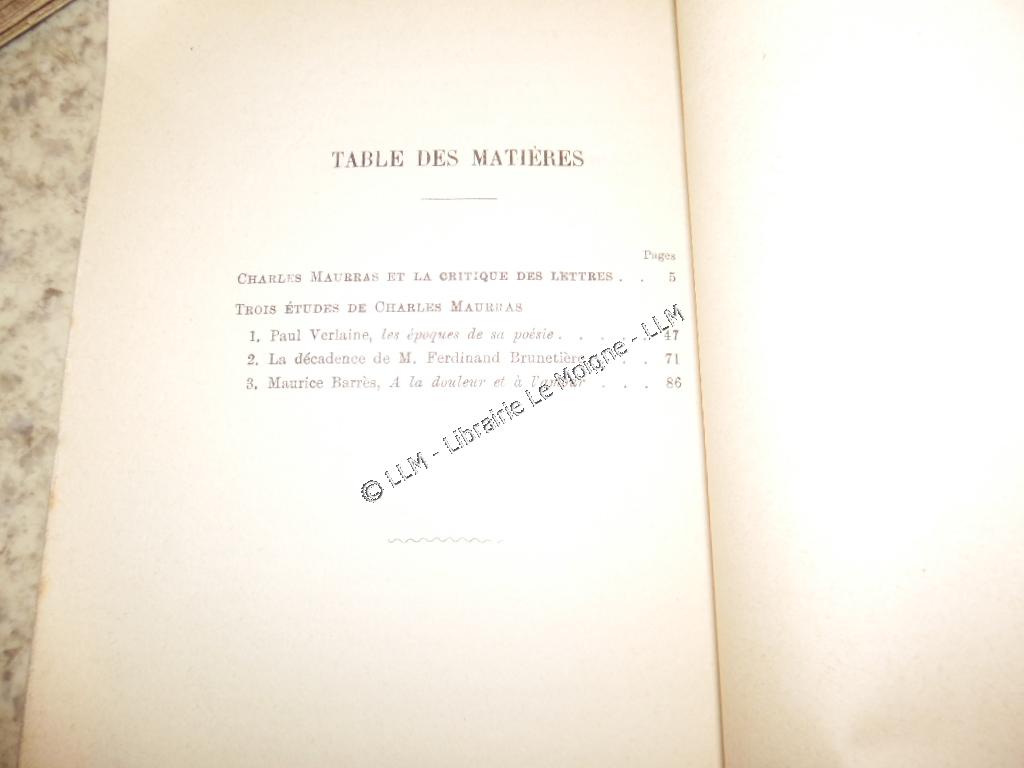 TABLE DES MATIÈRES
Pages
CHARLES MAURRAS ET LA CRITIQUE DES LETTRES . . 5
TROIS ÉTUDES DE CHARLES MAURRAS
1. Paul Verlaine, les époques de sa poésie . . . . . 47
2. La décadence de M. Ferdinand Brunetière . . . 71
3. Maurice Barrès, A la douleur et à l'amour . . . 86
© LLM - Librairie Le Moigne - LLM